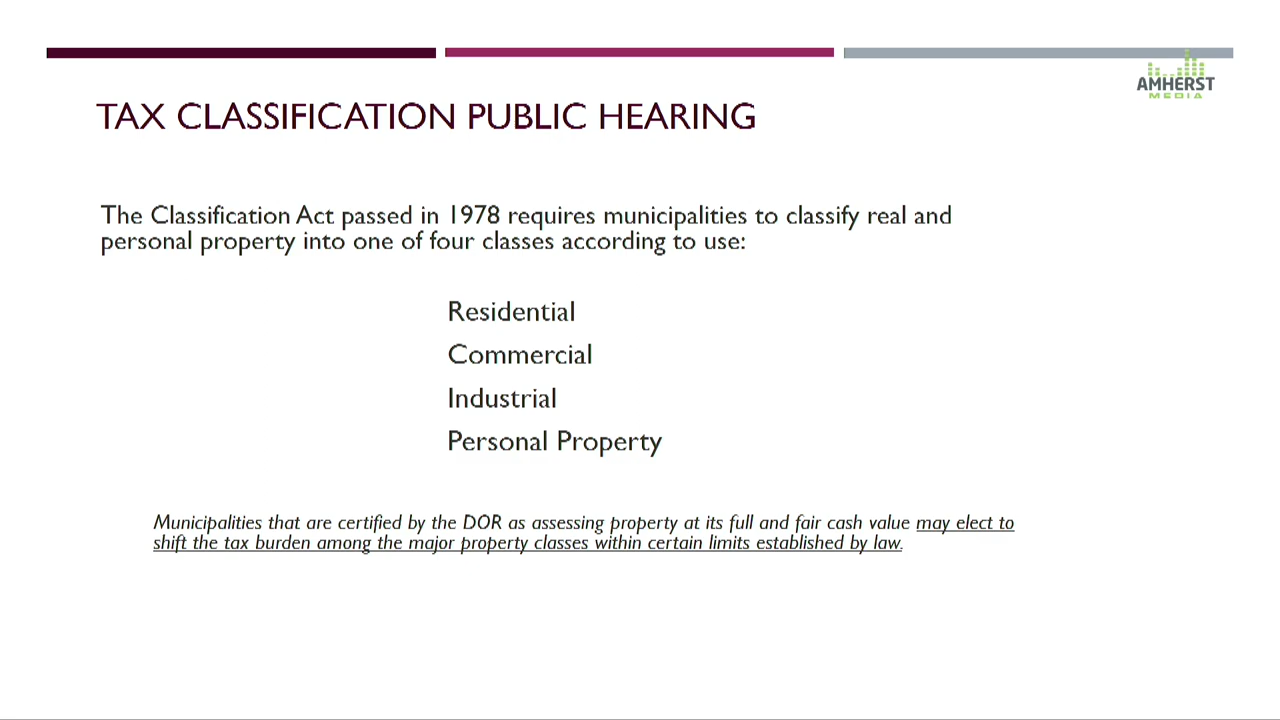 AMHERST
MEDIA
TAX CLASSIFICATION PUBLIC HEARING
The Classification Act passed in 1978 requires municipalities to classify real and
personal property into one of four classes according to use:
Residential
Commercial
Industrial
Personal Property
Municipalities that are certified by the DOR as assessing property at its full and fair cash value may elect to
shift the tax burden among the major property classes within certain limits established by law.